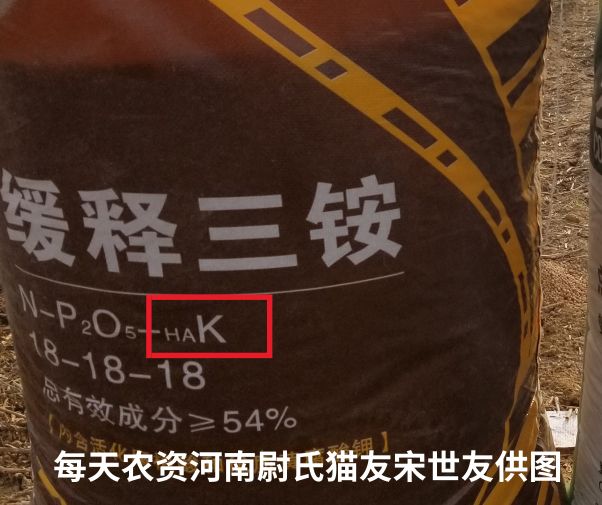 缓释三铵
N-P₂O₅-HAK
18-18-18
总有效成分≥54%
每天农资河南尉氏猫友宋世友供图